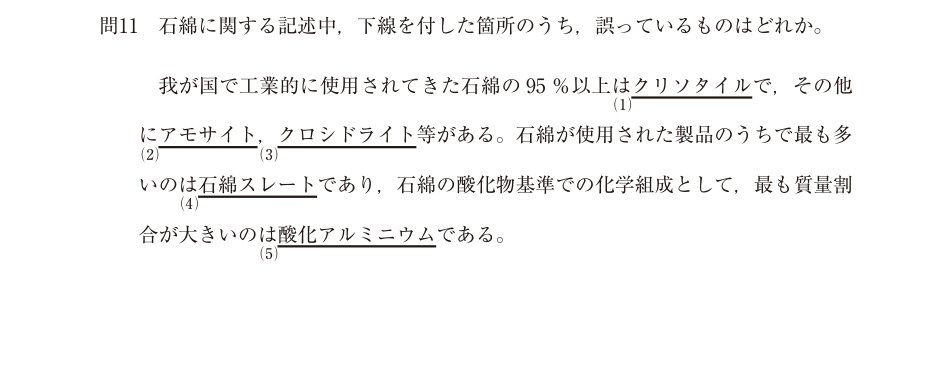 問11 石綿に関する記述中，下線を付した箇所のうち，誤っているものはどれか。
我が国で工業的に使用されてきた石綿の 95 ％以上はクリソタイルで，その他
(1)
にアモサイト，クロシドライト等がある。石綿が使用された製品のうちで最も多
(2) (3)
いのは石綿スレートであり，石綿の酸化物基準での化学組成として，最も質量割
(4)
合が大きいのは酸化アルミニウムである。
(5)